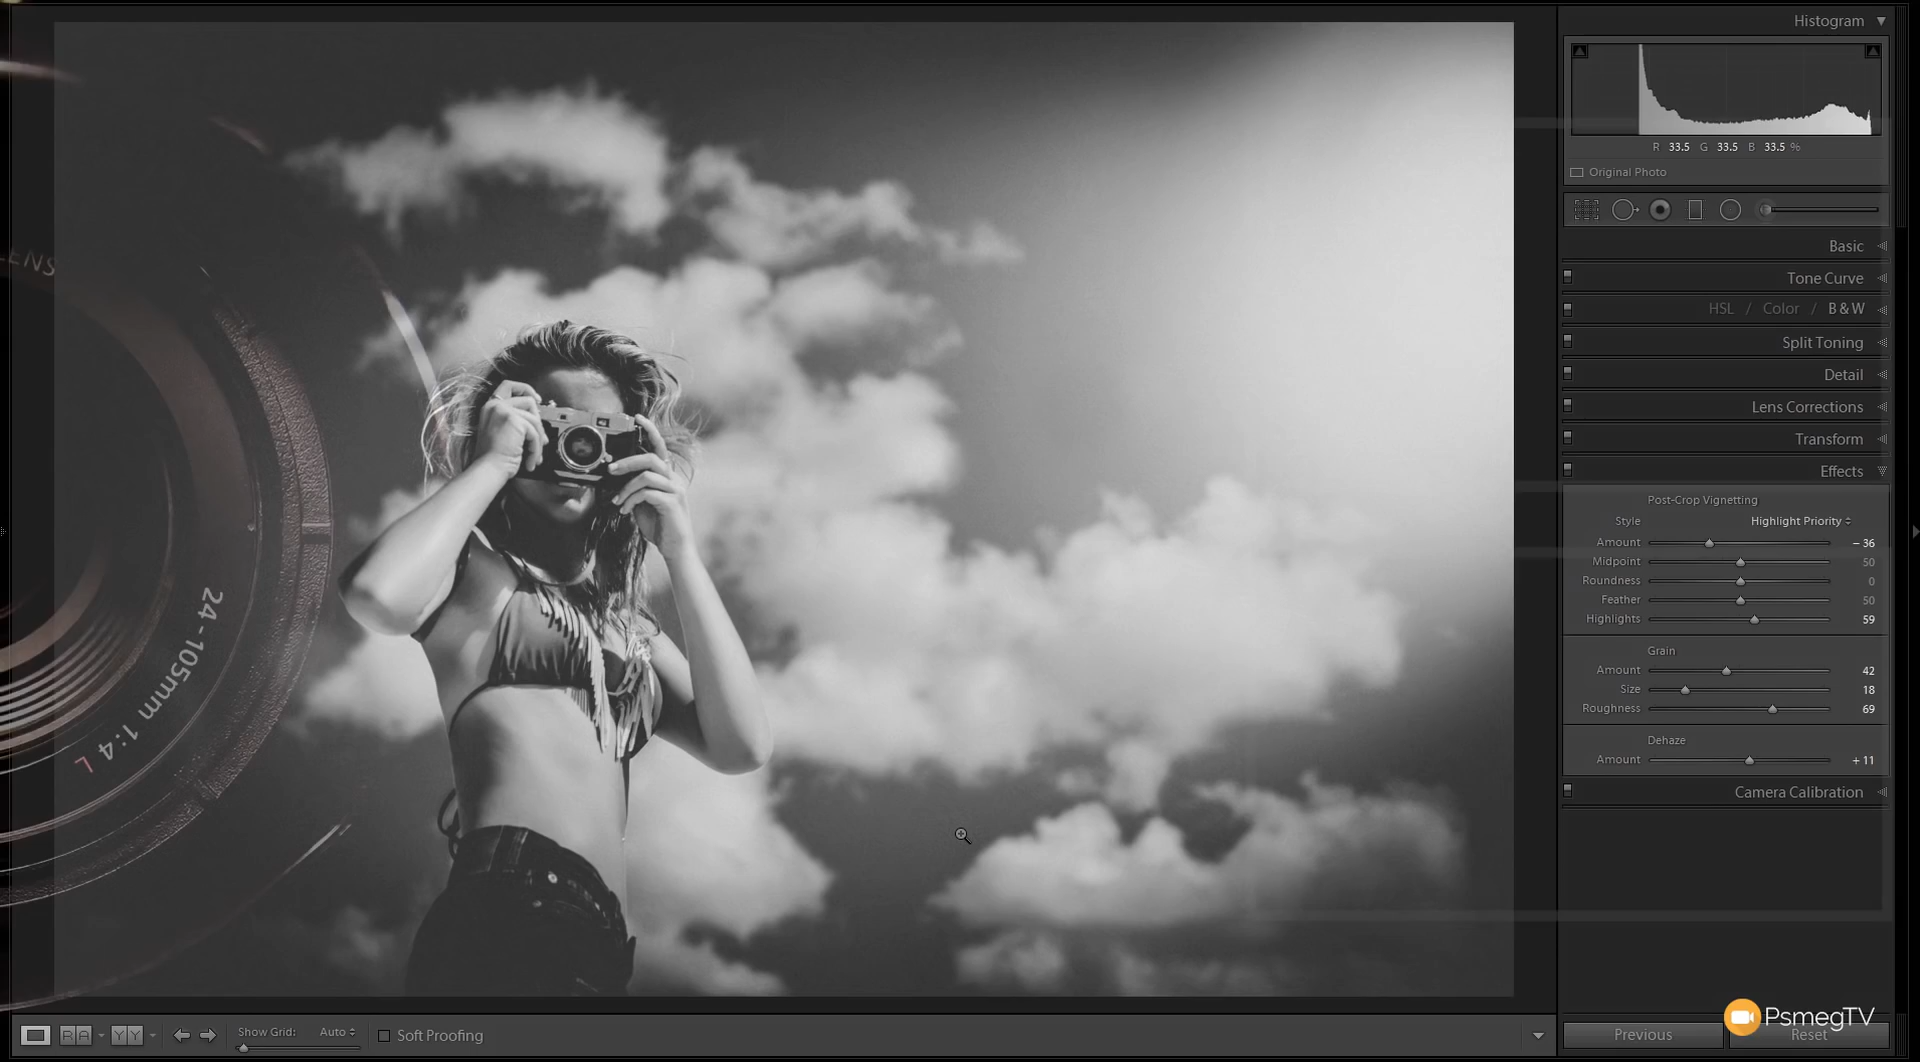 Histogram
R 33.5 G 33.5 B 33.5 %
Original Photo
Basic
Tone Curve
HSL / Color / B & W
Split Toning
Detail
Lens Corrections
Transform
Effects
Post-Crop Vignetting
Style Highlight Priority
Amount – 36
Midpoint 50
Roundness 0
Feather 50
Highlights 59
Grain
Amount 42
Size 18
Roughness 69
Dehaze
Amount + 11
Camera Calibration
LENS
24-105mm 1:4 L
R A Y Y Show Grid: Auto Soft Proofing
PsmegTV
Previous Reset